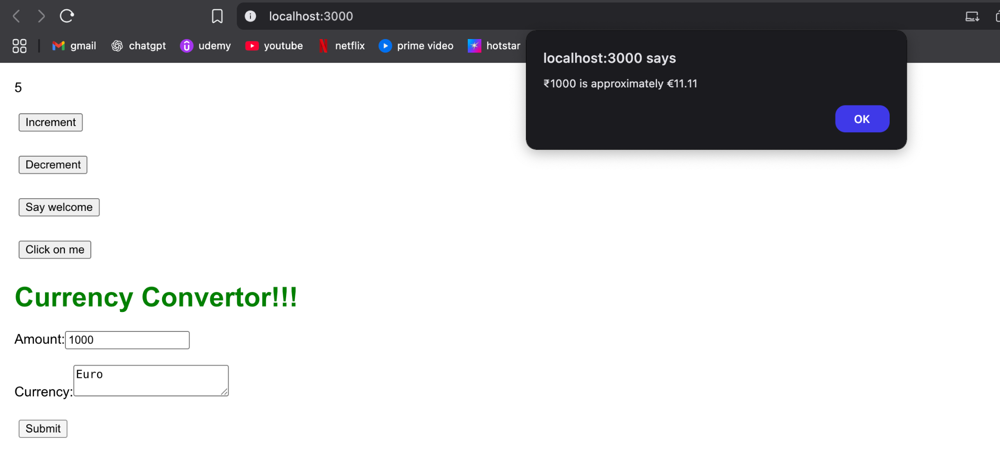 localhost:3000
gmail chatgpt udemy youtube netflix prime video hotstar
localhost:3000 says
₹1000 is approximately €11.11
OK
5
Increment
Decrement
Say welcome
Click on me
Currency Convertor!!!
Amount: 1000
Currency: Euro
Submit